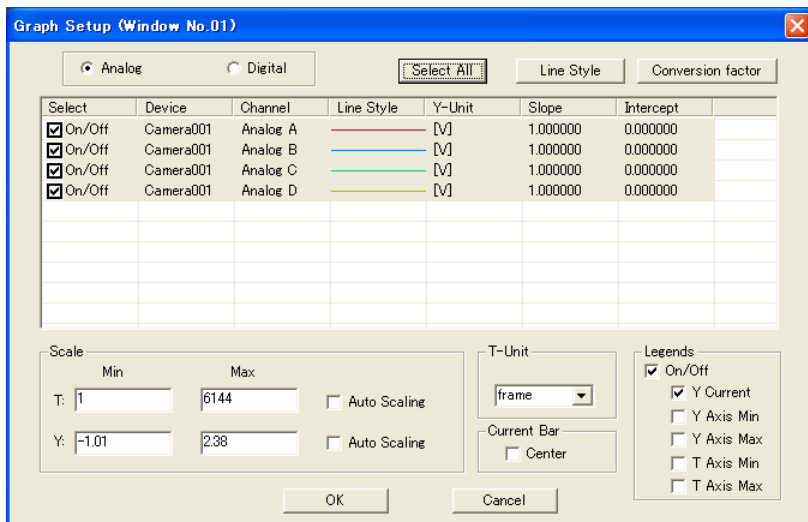 Graph Setup (Window No.01)
Analog Digital Select All Line Style Conversion factor
Select Device Channel Line Style Y-Unit Slope Intercept
On/Off Camera001 Analog A [V] 1.000000 0.000000
On/Off Camera001 Analog B [V] 1.000000 0.000000
On/Off Camera001 Analog C [V] 1.000000 0.000000
On/Off Camera001 Analog D [V] 1.000000 0.000000
Scale
Min Max
T: 1 6144 Auto Scaling
Y: -1.01 2.38 Auto Scaling
T-Unit
frame
Current Bar
Center
Legends
On/Off
Y Current
Y Axis Min
Y Axis Max
T Axis Min
T Axis Max
OK Cancel